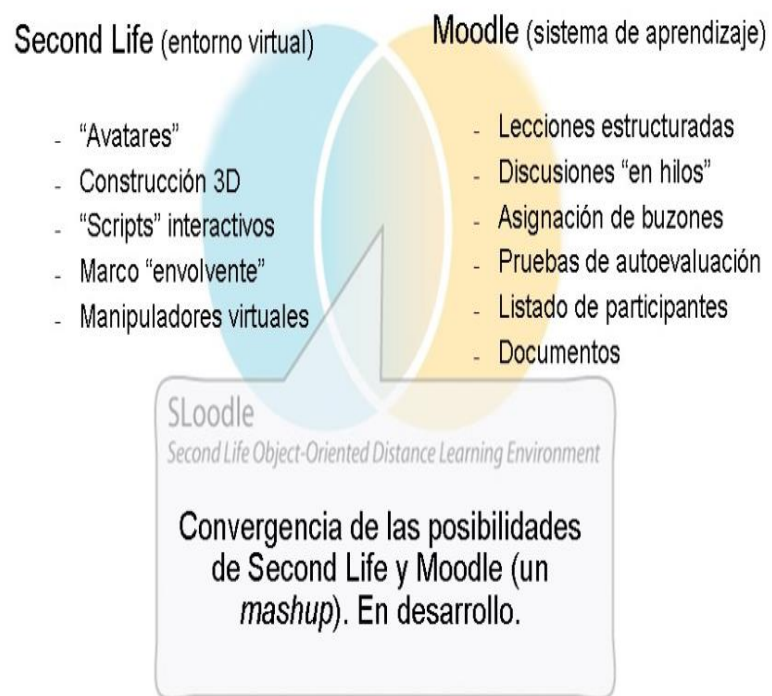 Second Life (entorno virtual)
- “Avatares”
- Construcción 3D
- “Scripts” interactivos
- Marco “envolvente”
- Manipuladores virtuales
Moodle (sistema de aprendizaje)
- Lecciones estructuradas
- Discusiones “en hilos”
- Asignación de buzones
- Pruebas de autoevaluación
- Listado de participantes
- Documentos
SLoodle
Second Life Object-Oriented Distance Learning Environment
Convergencia de las posibilidades
de Second Life y Moodle (un
mashup). En desarrollo.